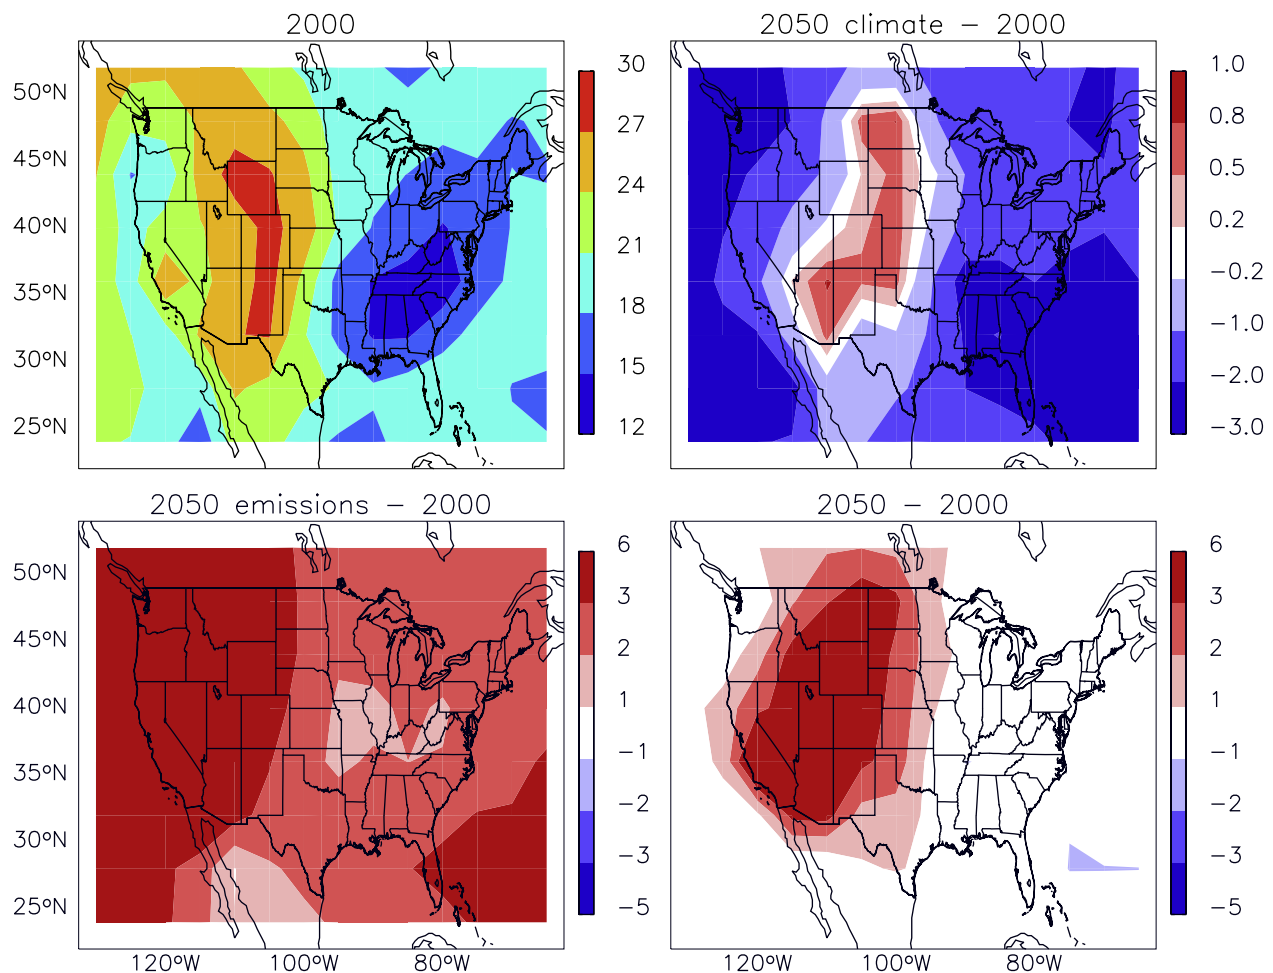 2000
2050 climate − 2000
50°N
45°N
40°N
35°N
30°N
25°N
30
27
24
21
18
15
12
1.0
0.8
0.5
0.2
−0.2
−1.0
−2.0
−3.0
2050 emissions − 2000
2050 − 2000
50°N
45°N
40°N
35°N
30°N
25°N
6
3
2
1
−1
−2
−3
−5
6
3
2
1
−1
−2
−3
−5
120°W 100°W 80°W
120°W 100°W 80°W